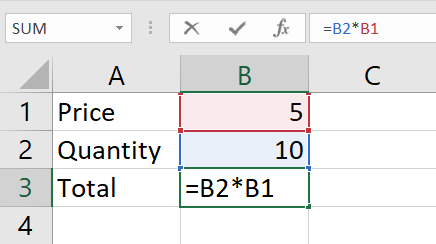 SUM fx =B2*B1
A B C
1 Price 5
2 Quantity 10
3 Total =B2*B1
4